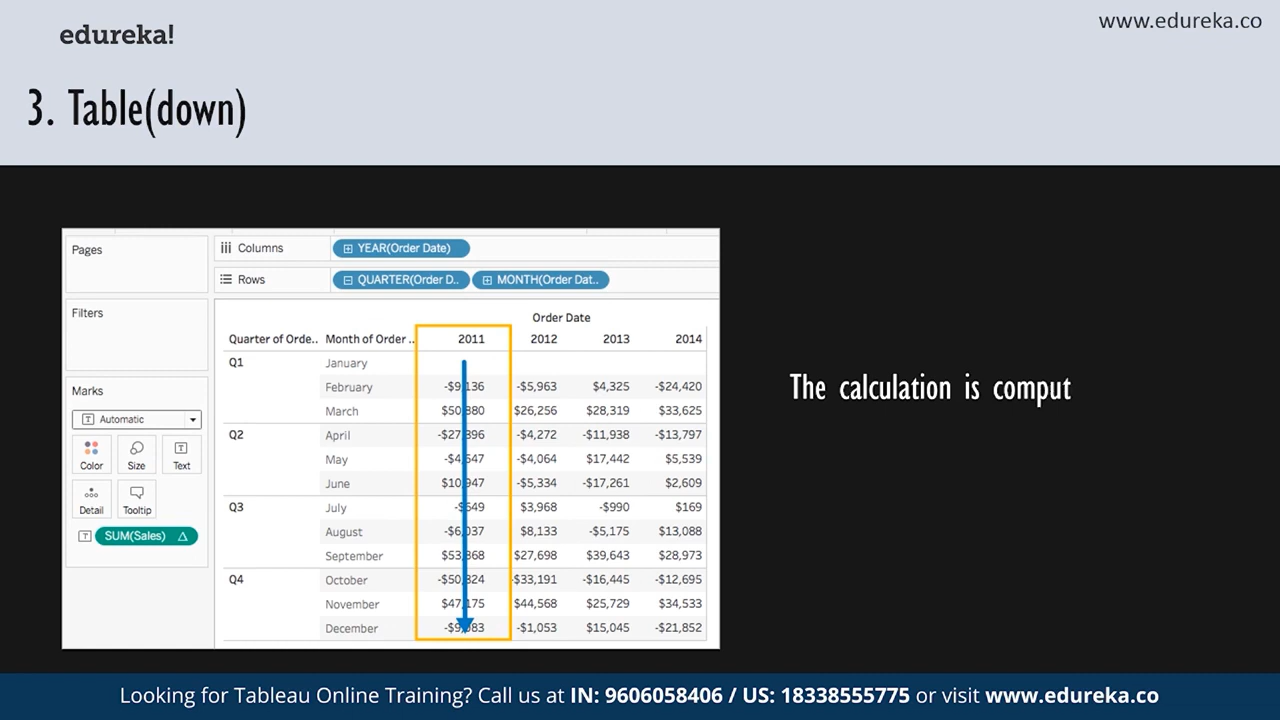 edureka!
www.edureka.co
3. Table(down)
Pages
Columns
YEAR(Order Date)
Rows
QUARTER(Order D..
MONTH(Order Dat..
Filters
Order Date
Quarter of Orde.. Month of Order .. 2011 2012 2013 2014
Q1 January
February -$9,136 -$5,963 $4,325 -$24,420
March $26,256 $28,319 $33,625
Marks
Automatic
Color Size Text
Detail Tooltip
SUM(Sales)
Q2 April -$4,272 -$11,938 -$13,797
May -$4,064 $17,442 $5,539
June -$5,334 -$17,261 $2,609
Q3 July $3,968 -$990 $169
August $8,133 -$5,175 $13,088
September $27,698 $39,643 $28,973
Q4 October $33,191 -$16,445 -$12,695
November $44,568 $25,729 $34,533
December -$1,053 $15,045 -$21,852
The calculation is comput
Looking for Tableau Online Training? Call us at IN: 9606058406 / US: 18338555775 or visit www.edureka.co